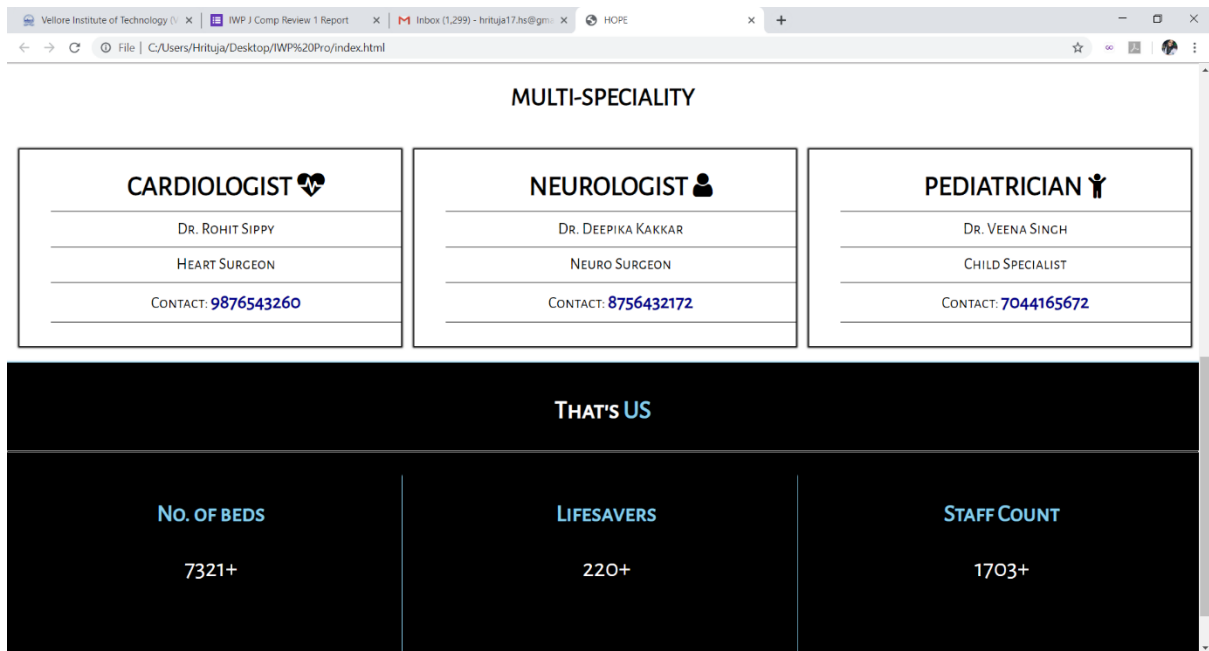 Vellore Institute of Technology (V
IWP J Comp Review 1 Report
Inbox (1,299) - hrituja17.hs@gma
HOPE
File | C:/Users/Hrituja/Desktop/IWP%20Pro/index.html
MULTI-SPECIALITY
CARDIOLOGIST
Dr. Rohit Sippy
Heart Surgeon
Contact: 9876543260
NEUROLOGIST
Dr. Deepika Kakkar
Neuro Surgeon
Contact: 8756432172
PEDIATRICIAN
Dr. Veena Singh
Child Specialist
Contact: 7044165672
That's US
No. of beds
7321+
Lifesavers
220+
Staff Count
1703+